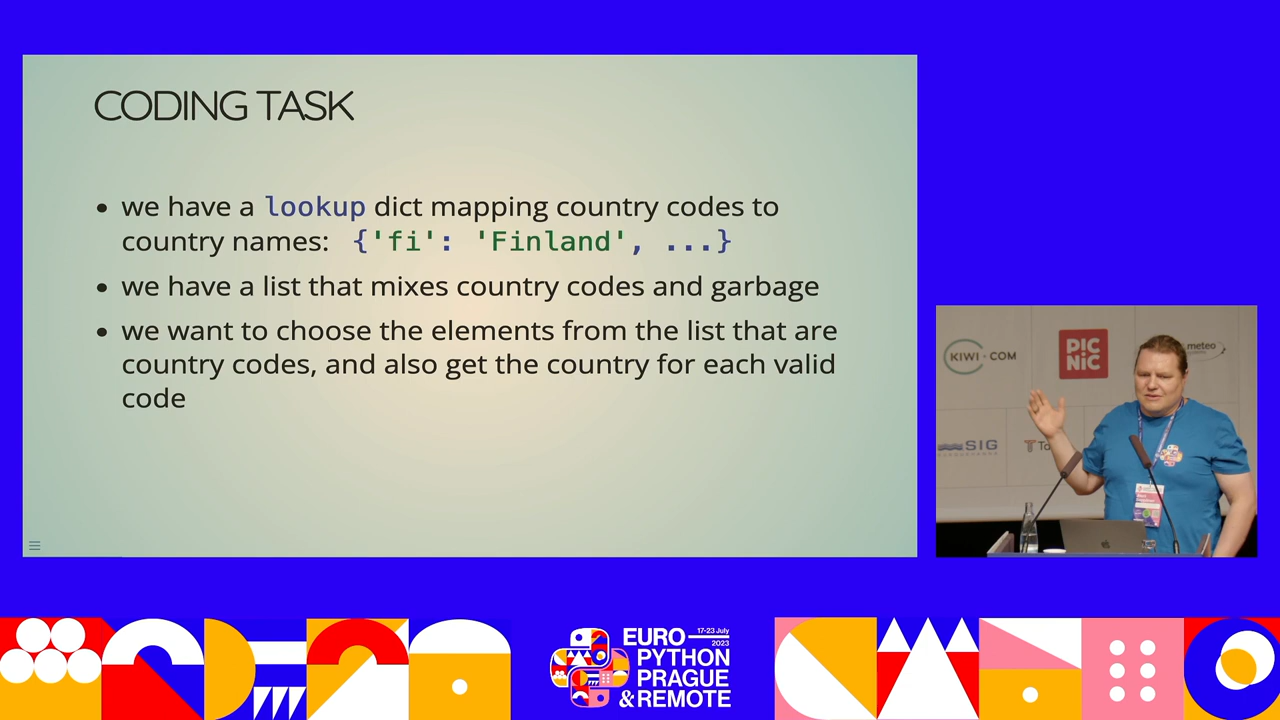 CODING TASK
• we have a lookup dict mapping country codes to
country names: {'fi': 'Finland', ...}
• we have a list that mixes country codes and garbage
• we want to choose the elements from the list that are
country codes, and also get the country for each valid
code
KIWI.COM
PIC
NIC
meteo
SIG
EURO
17-23 July
2023
PYTHON
PRAGUE
& REMOTE